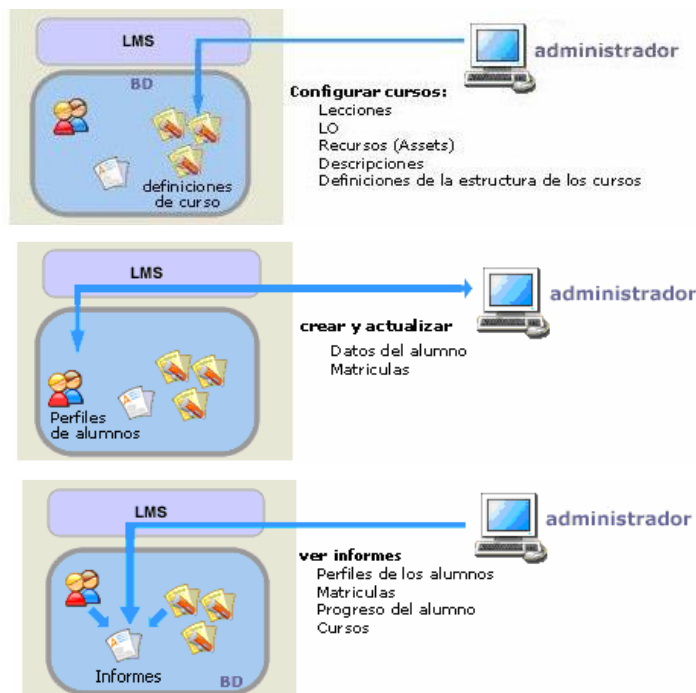 LMS
administrador
BD
Configurar cursos:
Lecciones
LO
Recursos (Assets)
Descripciones
Definiciones de la estructura de los cursos
definiciones
de curso
LMS
administrador
crear y actualizar
Datos del alumno
Matriculas
Perfiles
de alumnos
LMS
administrador
ver informes
Perfiles de los alumnos
Matriculas
Progreso del alumno
Cursos
Informes
BD